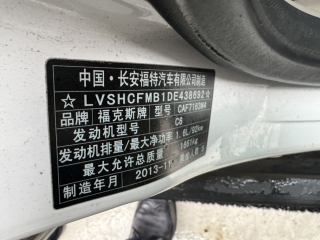 中国·长安福特汽车有限公司制造
☆LVSHCFMB1DE438692☆
品牌 福克斯牌 型号 CAF7163M4
发动机型号 C6
发动机排量/最大净功率 1.6L/92kw
最大允许总质量
制造年月 2013-11